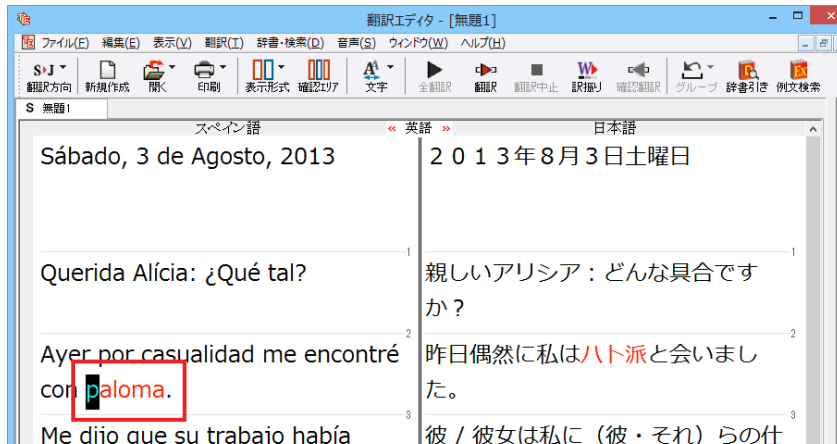 翻訳エディタ - [無題1]
ファイル(F) 編集(E) 表示(V) 翻訳(T) 辞書・検索(D) 音声(S) ウィンドウ(W) ヘルプ(H)
S›J
翻訳方向 新規作成 開く 印刷 表示形式 確認エリア 文字 全翻訳 翻訳 翻訳中止 訳振り 確認翻訳 グループ 辞書引き 例文検索
S 無題1
スペイン語 « 英語 » 日本語
Sábado, 3 de Agosto, 2013
2013年8月3日土曜日
1 1
Querida Alícia: ¿Qué tal?
親しいアリシア：どんな具合です
か？
2 2
Ayer por casualidad me encontré
con paloma.
昨日偶然に私はハト派と会いまし
た。
3 3
Me dijo que su trabajo había
彼 / 彼女は私に（彼・それ）らの仕